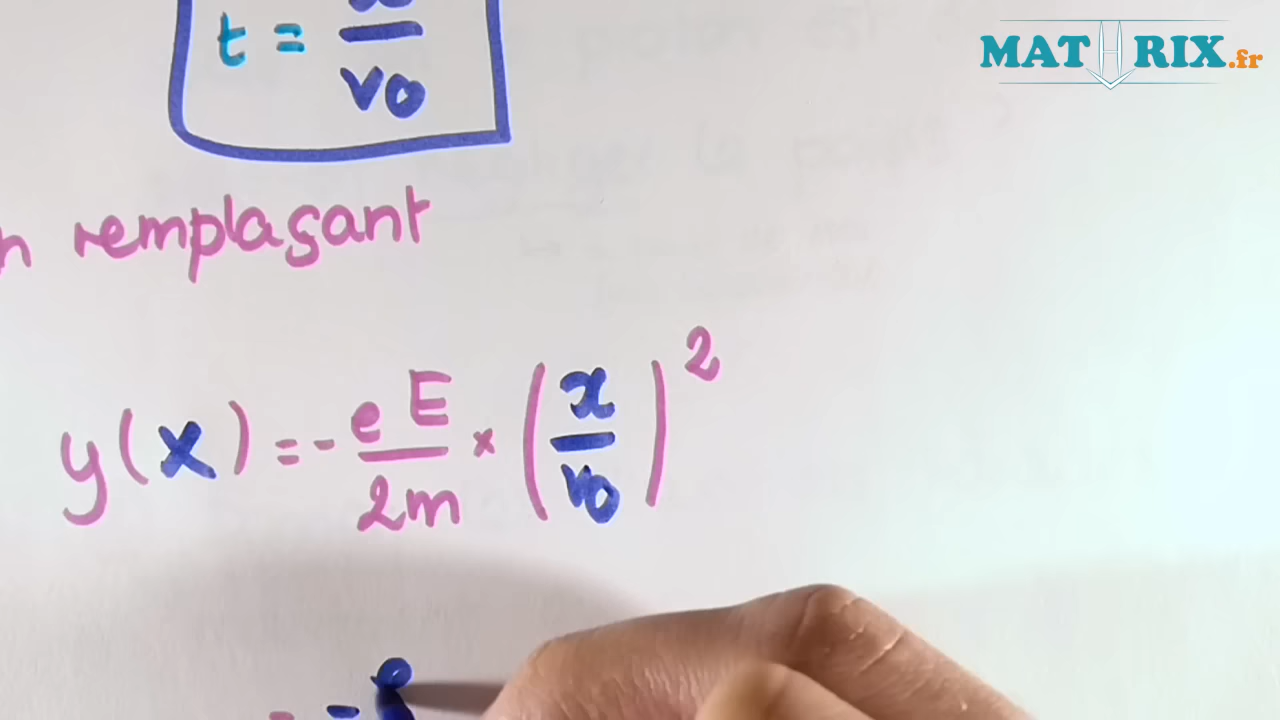 MATHRIX.fr
t = x/v0
n remplaçant
y(x) = - eE/2m × (x/v0)²
= - e